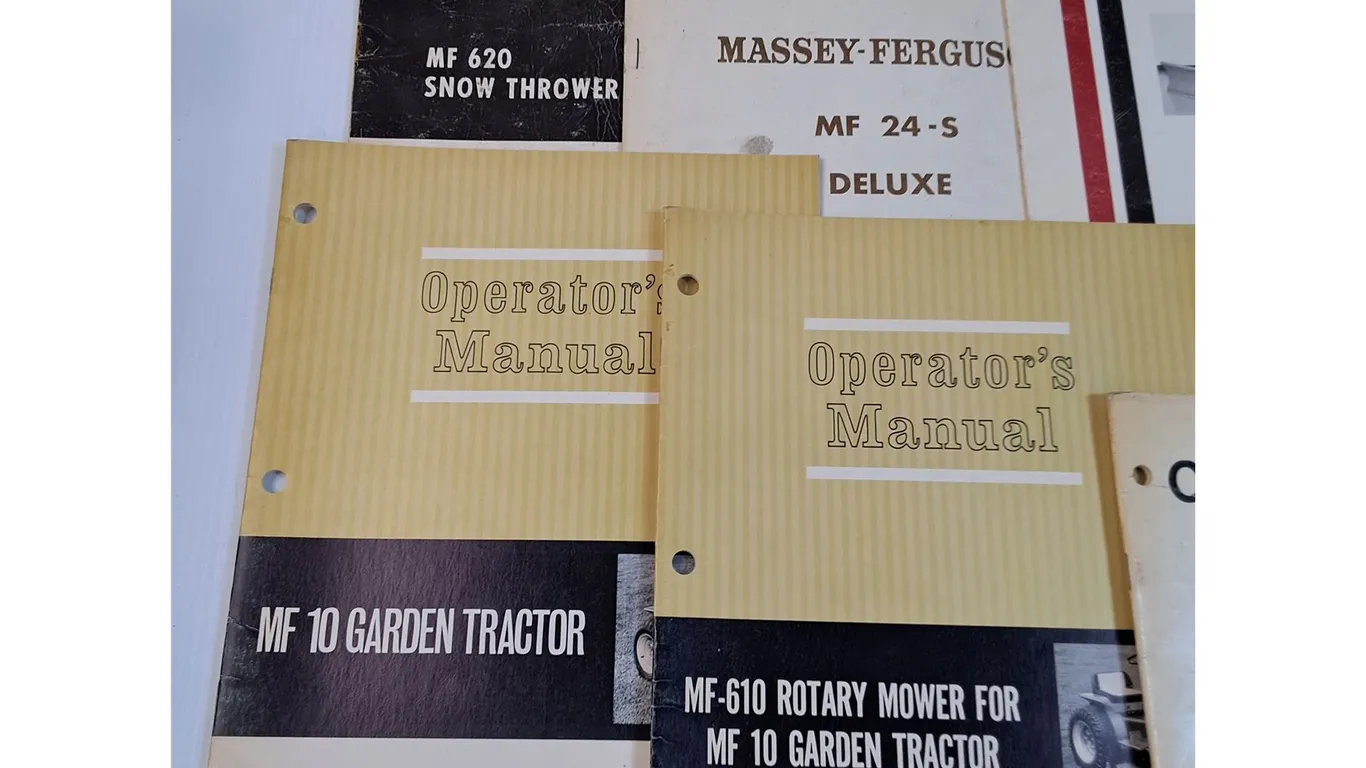 MF 620
SNOW THROWER
MASSEY-FERGUS
MF 24-S
DELUXE
Operator's
Manual
MF 10 GARDEN TRACTOR
Operator's
Manual
MF-610 ROTARY MOWER FOR
MF 10 GARDEN TRACTOR
O